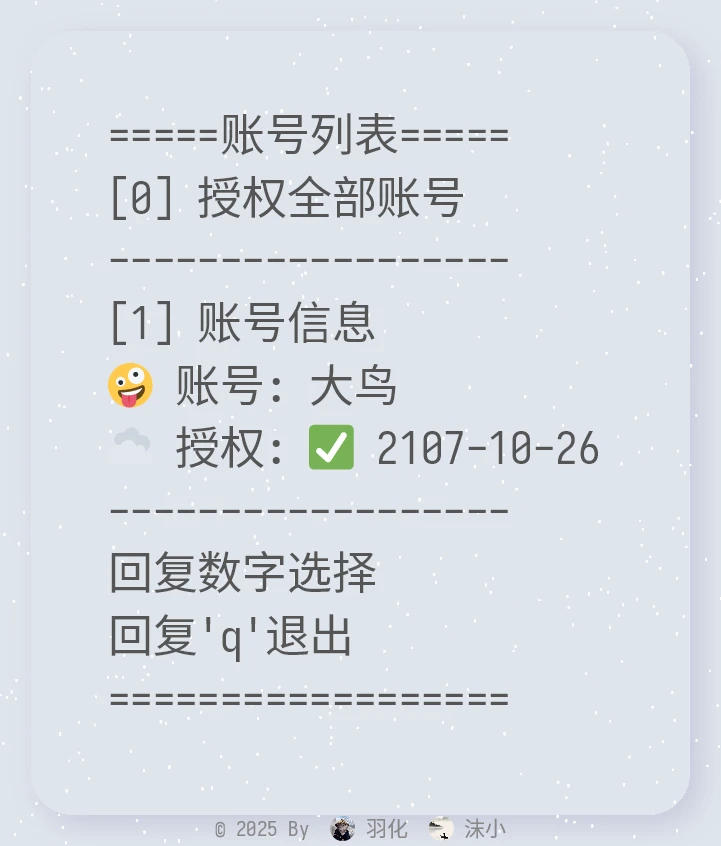 =====账号列表=====
[0] 授权全部账号
------------------
[1] 账号信息
🤪 账号: 大鸟
☁️ 授权: ✅ 2107-10-26
------------------
回复数字选择
回复'q'退出
==================
© 2025 By 羽化 沫小